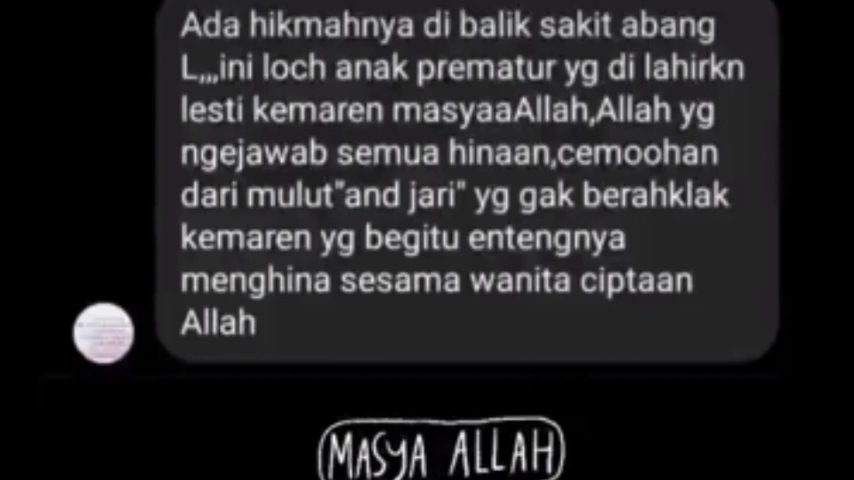 Ada hikmahnya di balik sakit abang
L,,,ini loch anak prematur yg di lahirkn
lesti kemaren masyaaAllah,Allah yg
ngejawab semua hinaan,cemoohan
dari mulut"and jari" yg gak berahklak
kemaren yg begitu entengnya
menghina sesama wanita ciptaan
Allah
MASYA ALLAH